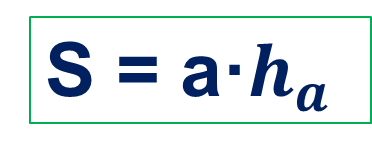 S = a·hₐ